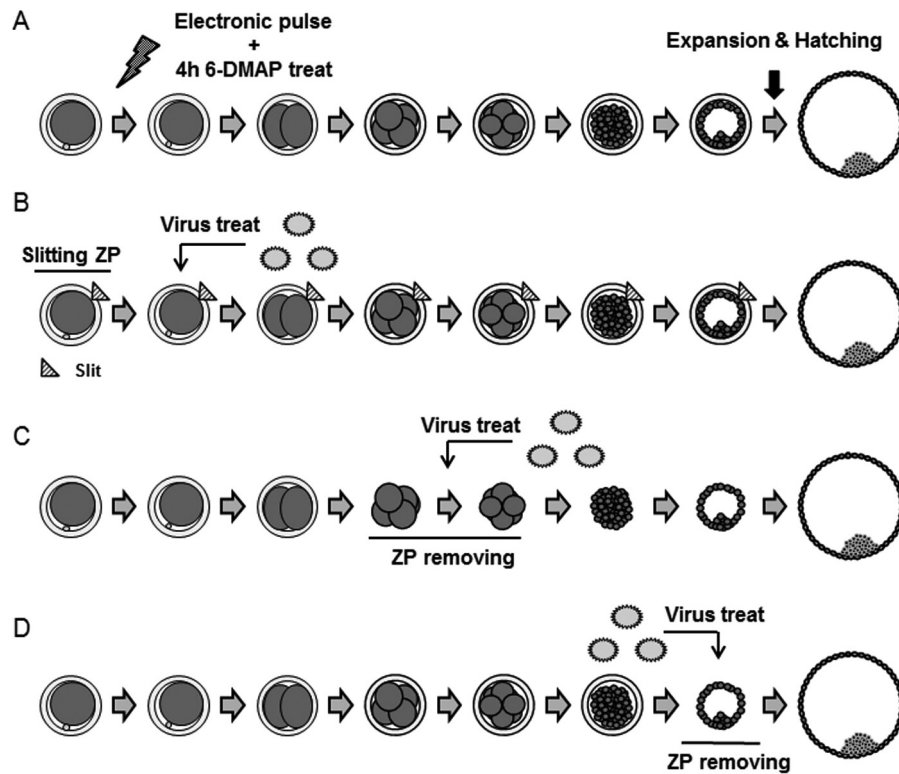 A
Electronic pulse
+
4h 6-DMAP treat
Expansion & Hatching
B
Virus treat
Slitting ZP
Slit
C
Virus treat
ZP removing
D
Virus treat
ZP removing